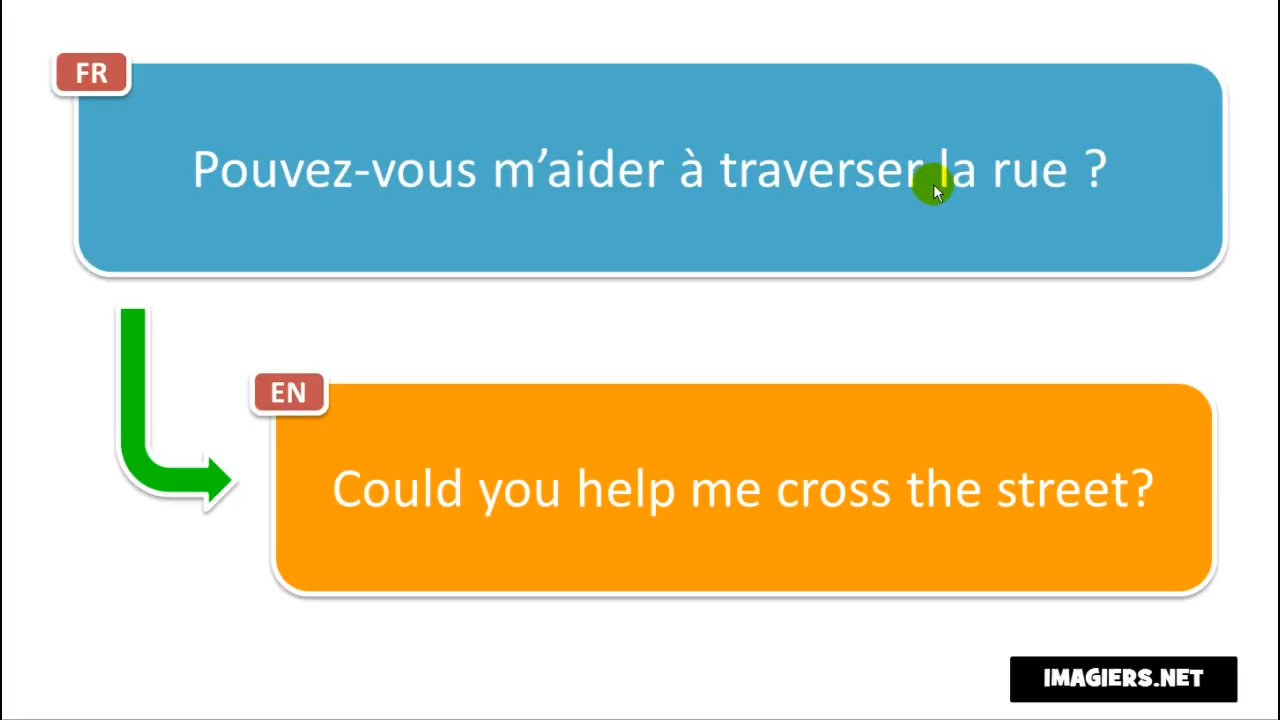 FR
Pouvez-vous m’aider à traverser la rue ?
EN
Could you help me cross the street?
IMAGIERS.NET